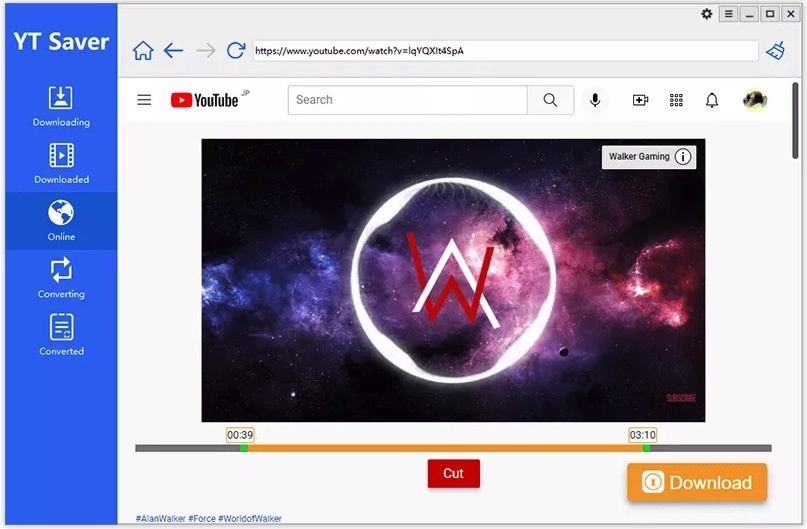 YT Saver
https://www.youtube.com/watch?v=lqYQXIt4SpA
Downloading
Downloaded
Online
Converting
Converted
YouTube JP
Search
Walker Gaming
SUBSCRIBE
00:39
03:10
Cut
Download
#AlanWalker #Force #WorldofWalker